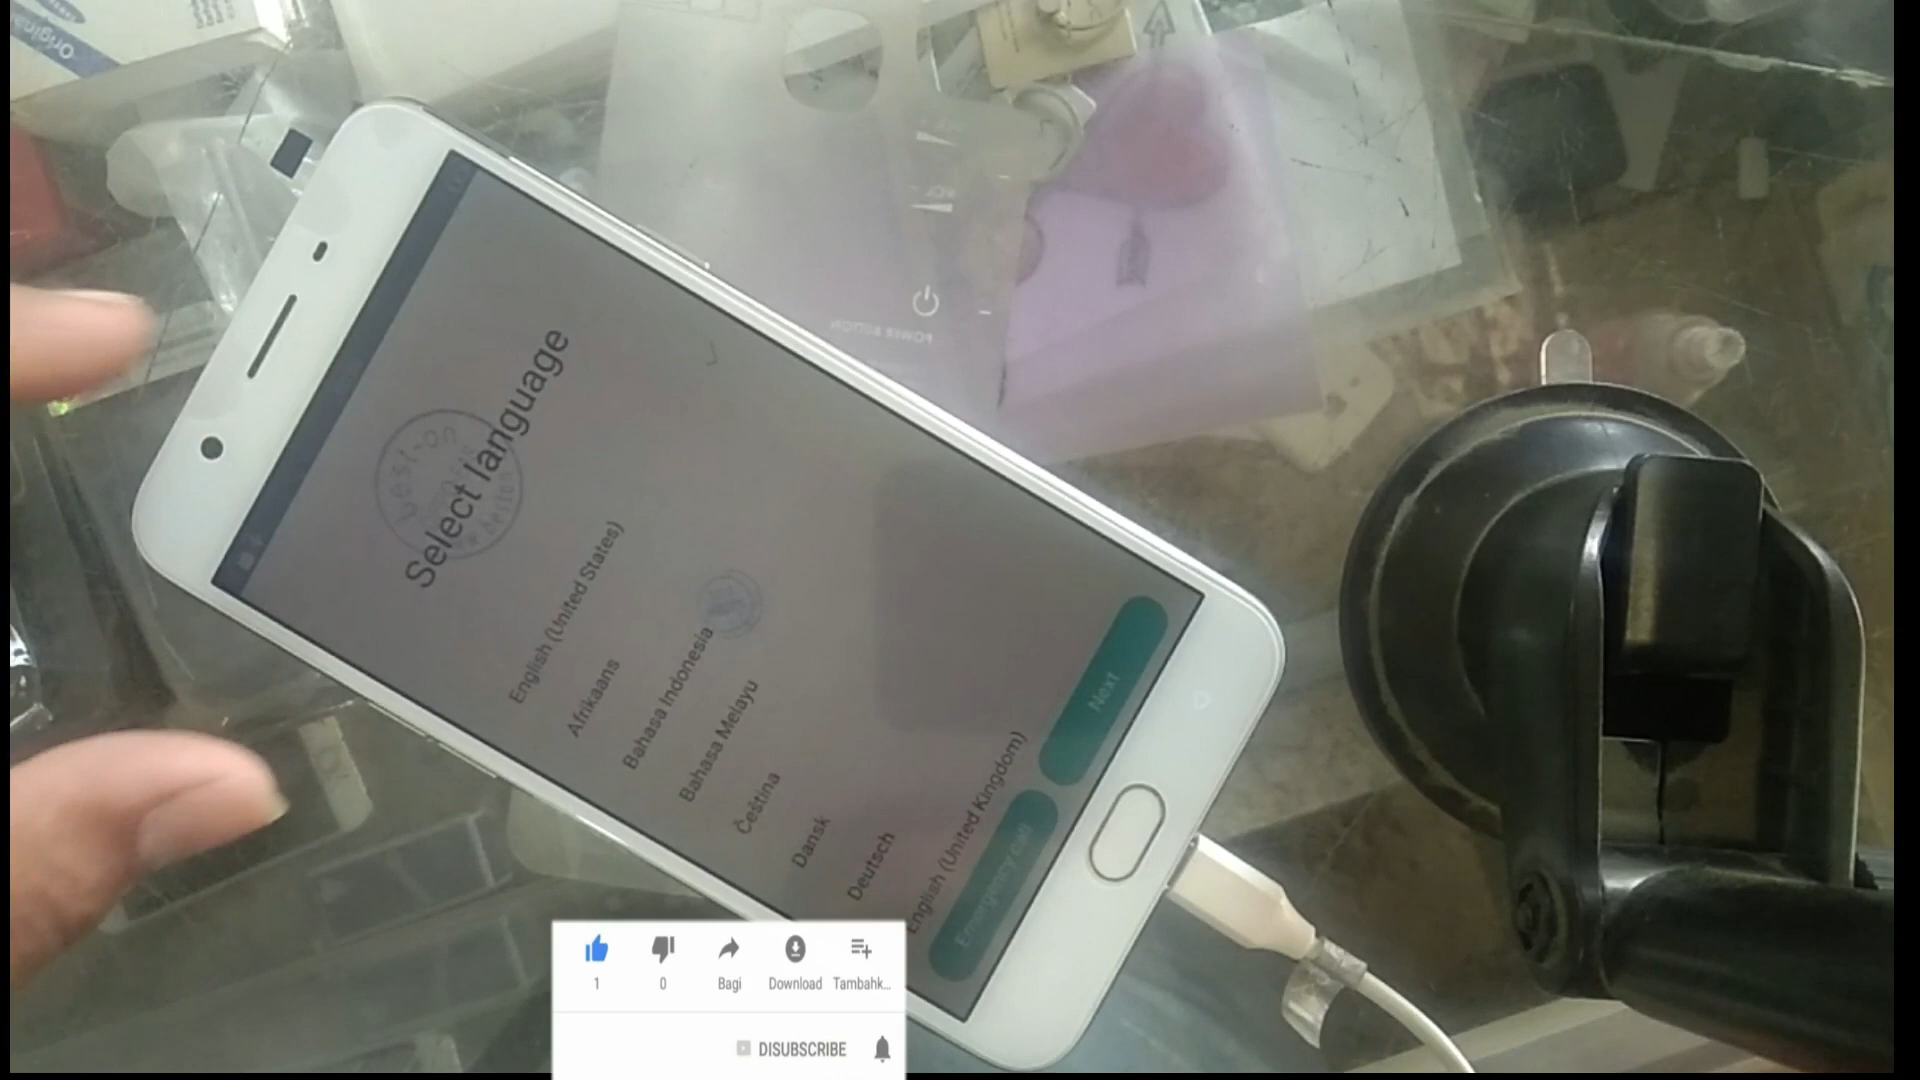 Original
POWER BUTTON
Select language
English (United States)
Afrikaans
Bahasa Indonesia
Bahasa Melayu
Čeština
Dansk
Deutsch
English (United Kingdom)
Emergency call
Next
1
0
Bagi
Download
Tambahk...
DISUBSCRIBE